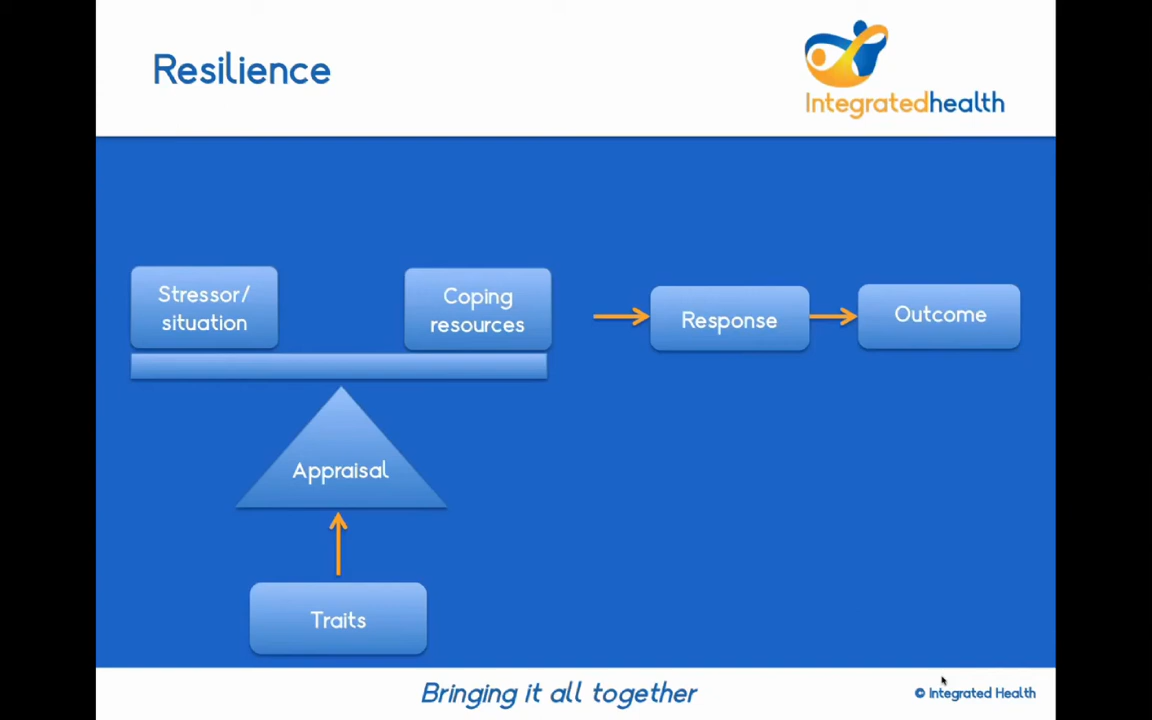 Resilience
Integratedhealth
Stressor/
situation
Coping
resources
Response
Outcome
Appraisal
Traits
Bringing it all together
© Integrated Health